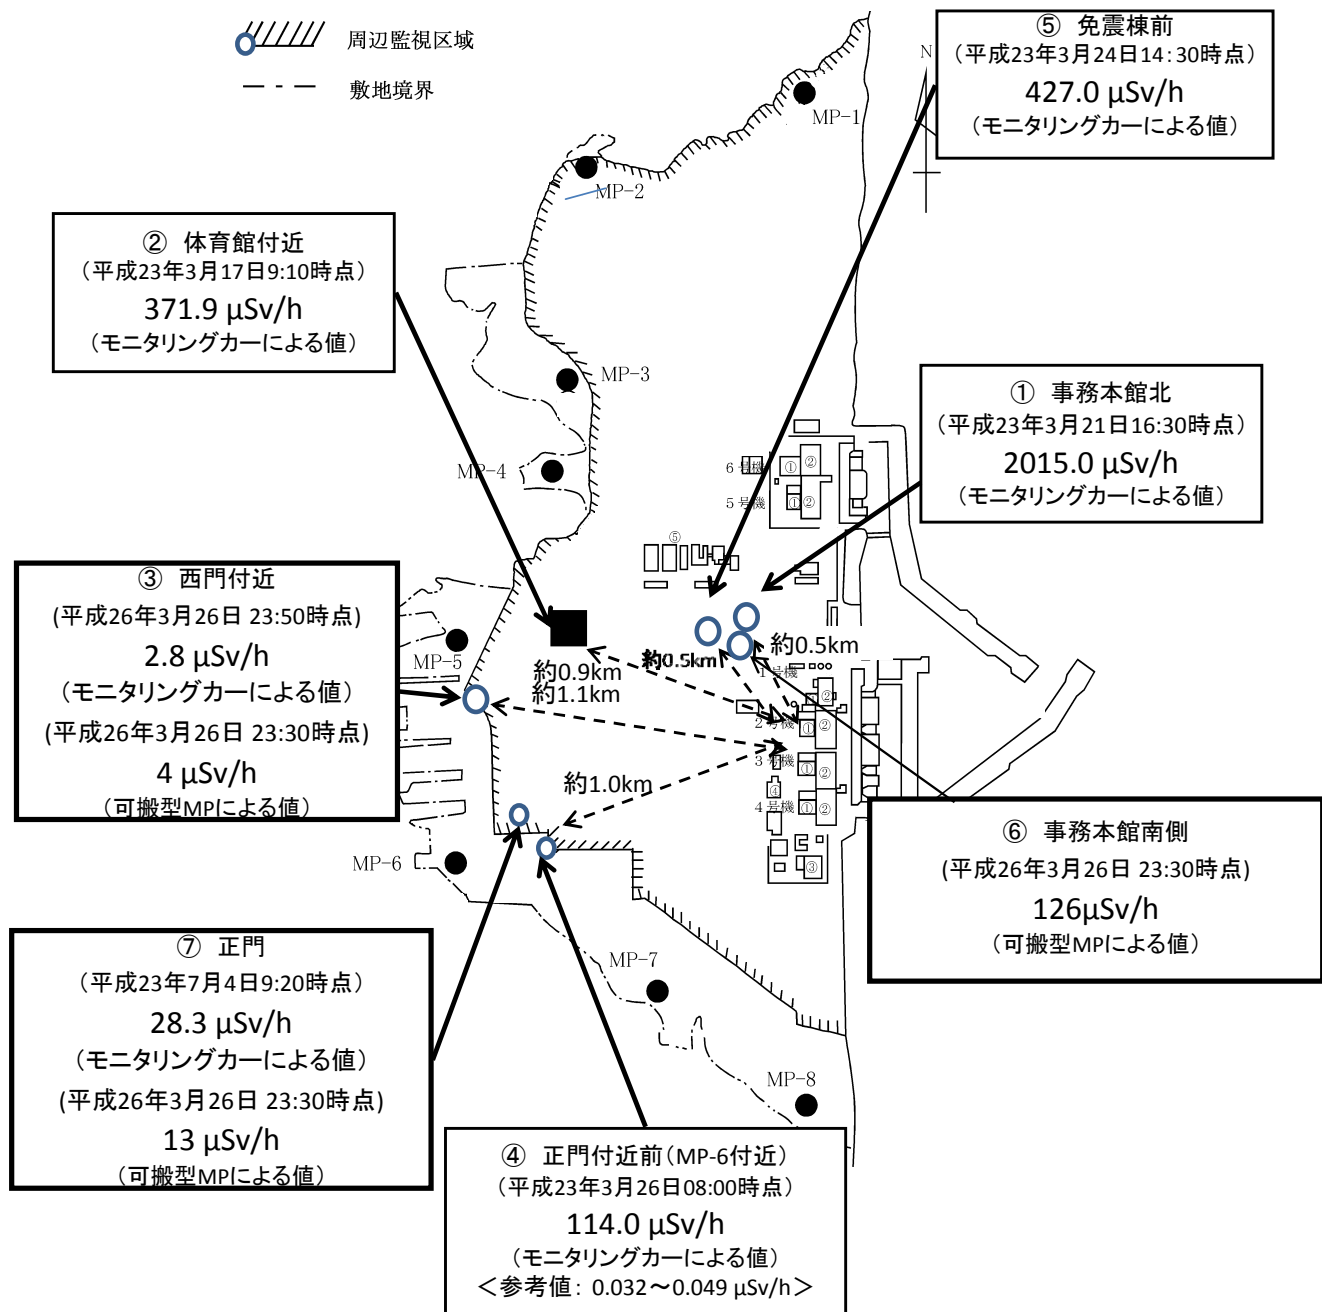 周辺監視区域
敷地境界
⑤ 免震棟前
(平成23年3月24日14:30時点)
427.0 μSv/h
(モニタリングカーによる値)
N
MP-1
MP-2
② 体育館付近
(平成23年3月17日9:10時点)
371.9 μSv/h
(モニタリングカーによる値)
MP-3
① 事務本館北
(平成23年3月21日16:30時点)
2015.0 μSv/h
(モニタリングカーによる値)
MP-4
6号機
① ②
5号機
① ②
⑤
③ 西門付近
(平成26年3月26日 23:50時点)
2.8 μSv/h
(モニタリングカーによる値)
(平成26年3月26日 23:30時点)
4 μSv/h
(可搬型MPによる値)
MP-5
約0.9km
約0.5km
約0.5km
約1.1km
1号機
②
2号機
① ②
3号機
① ②
④
約1.0km
4号機
① ②
③
MP-6
⑥ 事務本館南側
(平成26年3月26日 23:30時点)
126μSv/h
(可搬型MPによる値)
⑦ 正門
(平成23年7月4日9:20時点)
28.3 μSv/h
(モニタリングカーによる値)
(平成26年3月26日 23:30時点)
13 μSv/h
(可搬型MPによる値)
MP-7
MP-8
④ 正門付近前(MP-6付近)
(平成23年3月26日08:00時点)
114.0 μSv/h
(モニタリングカーによる値)
<参考値: 0.032~0.049 μSv/h>